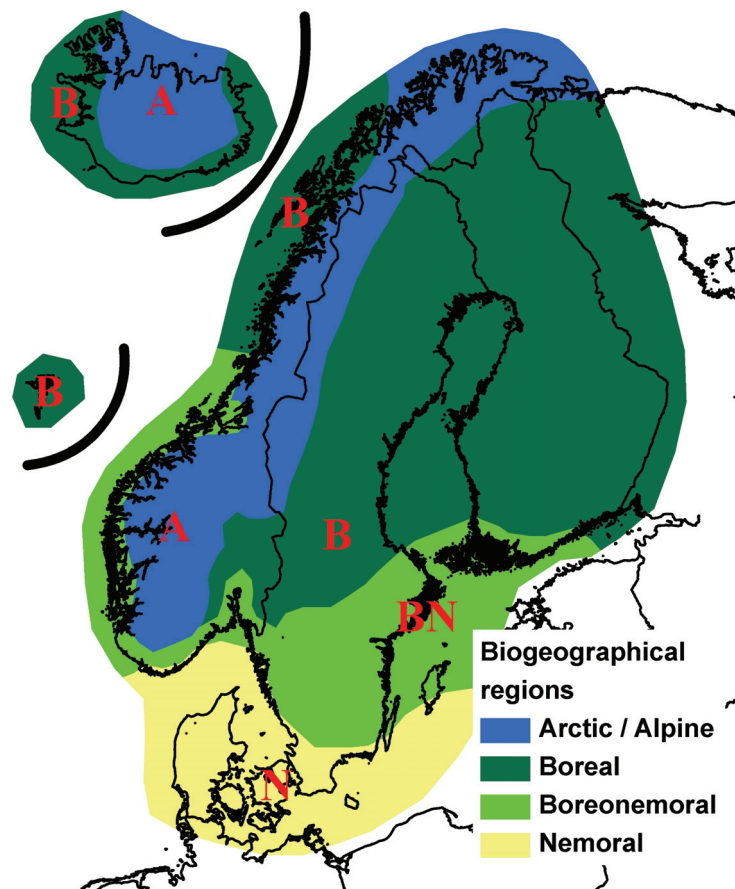 A
B
B
B
A
B
BN
N
Biogeographical
regions
Arctic / Alpine
Boreal
Boreonemoral
Nemoral